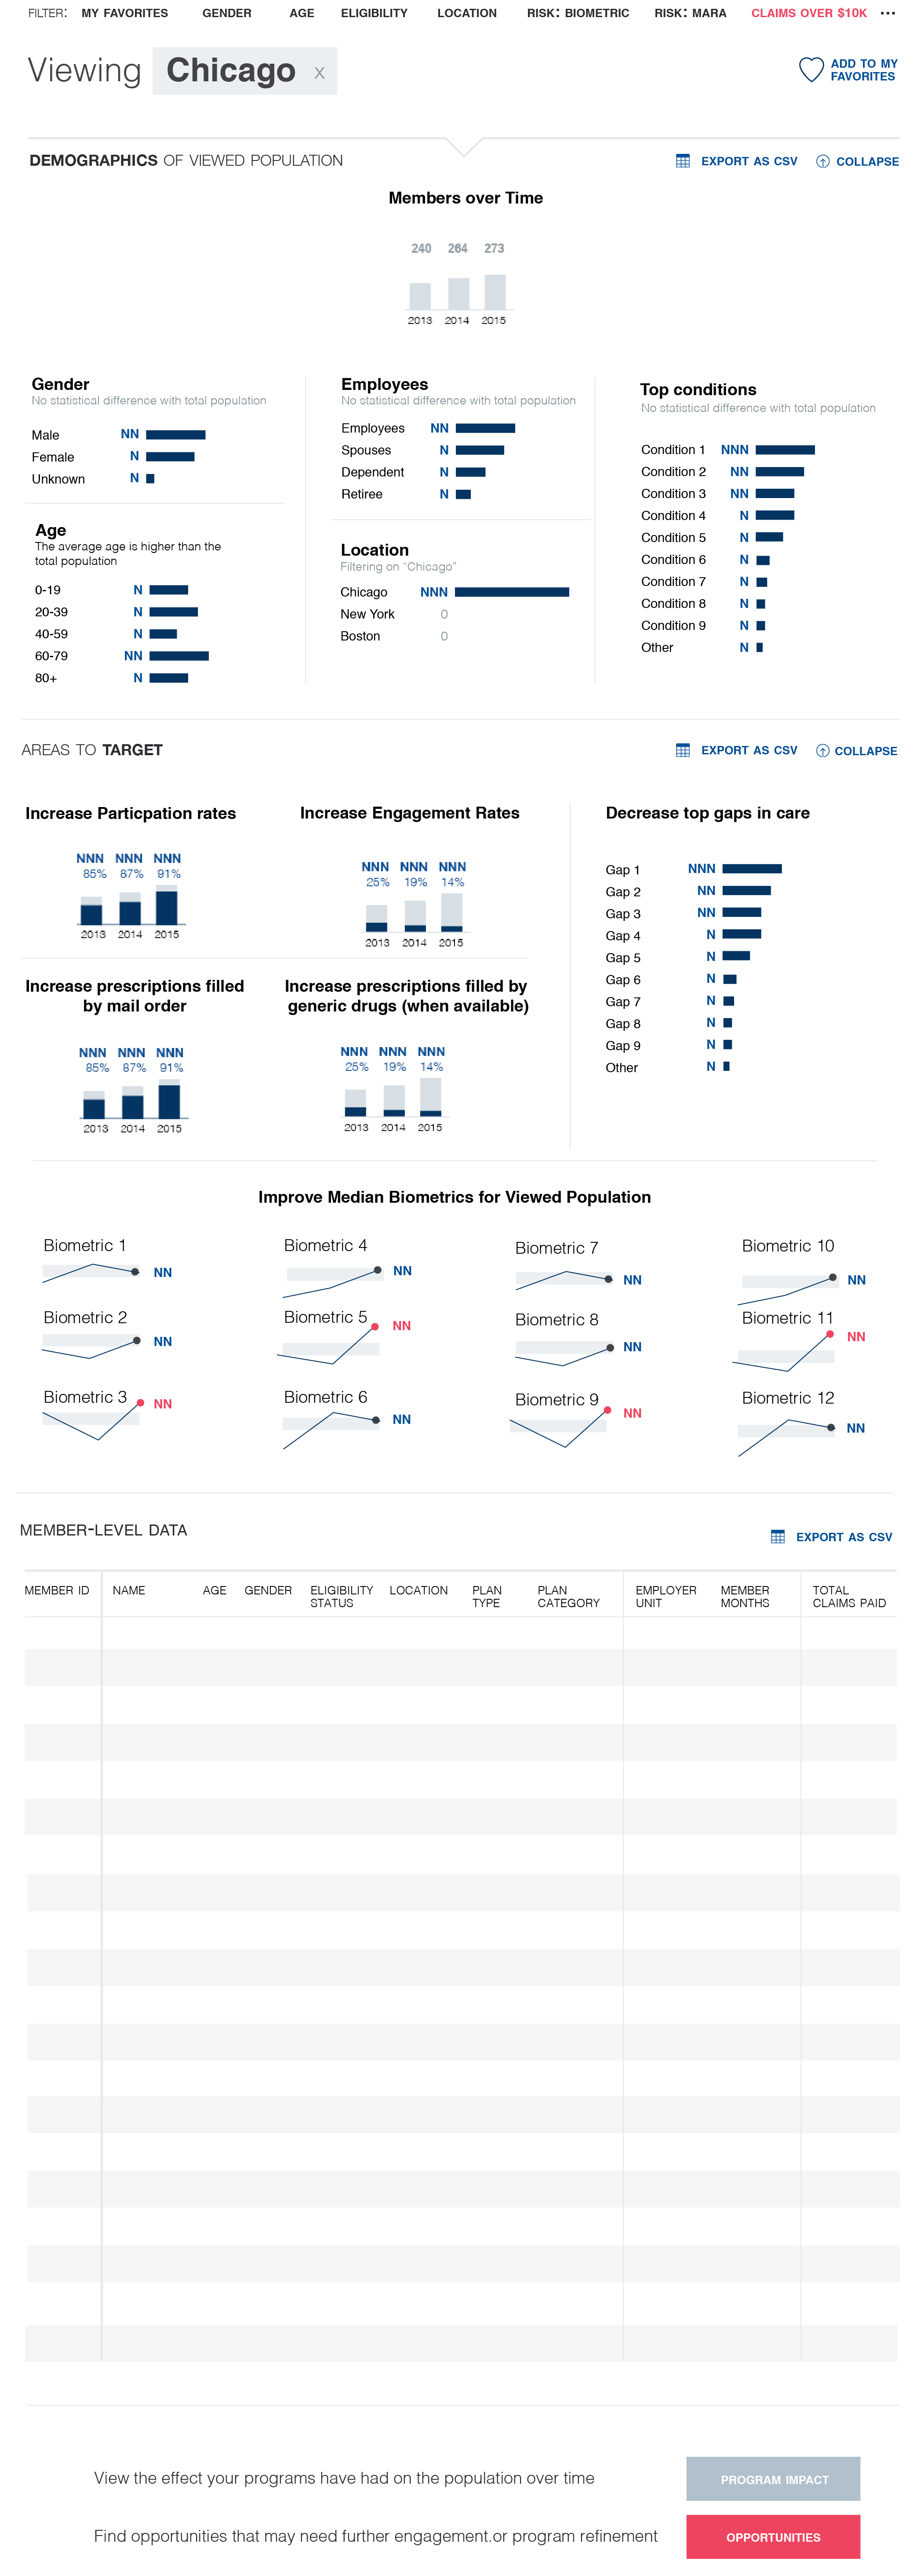 FILTER: MY FAVORITES GENDER AGE ELIGIBILITY LOCATION RISK: BIOMETRIC RISK: MARA CLAIMS OVER $10K ...
Viewing Chicago x
ADD TO MY
FAVORITES
DEMOGRAPHICS OF VIEWED POPULATION
EXPORT AS CSV COLLAPSE
Members over Time
240 264 273
2013 2014 2015
Gender
No statistical difference with total population
Male NN
Female N
Unknown N
Age
The average age is higher than the
total population
0-19 N
20-39 N
40-59 N
60-79 NN
80+ N
Employees
No statistical difference with total population
Employees NN
Spouses N
Dependent N
Retiree N
Location
Filtering on "Chicago"
Chicago NNN
New York 0
Boston 0
Top conditions
No statistical difference with total population
Condition 1 NNN
Condition 2 NN
Condition 3 NN
Condition 4 N
Condition 5 N
Condition 6 N
Condition 7 N
Condition 8 N
Condition 9 N
Other N
AREAS TO TARGET
EXPORT AS CSV COLLAPSE
Increase Particpation rates
NNN NNN NNN
85% 87% 91%
2013 2014 2015
Increase Engagement Rates
NNN NNN NNN
25% 19% 14%
2013 2014 2015
Increase prescriptions filled
by mail order
NNN NNN NNN
85% 87% 91%
2013 2014 2015
Increase prescriptions filled by
generic drugs (when available)
NNN NNN NNN
25% 19% 14%
2013 2014 2015
Decrease top gaps in care
Gap 1 NNN
Gap 2 NN
Gap 3 NN
Gap 4 N
Gap 5 N
Gap 6 N
Gap 7 N
Gap 8 N
Gap 9 N
Other N
Improve Median Biometrics for Viewed Population
Biometric 1
NN
Biometric 2
NN
Biometric 3
NN
Biometric 4
NN
Biometric 5
NN
Biometric 6
NN
Biometric 7
NN
Biometric 8
NN
Biometric 9
NN
Biometric 10
NN
Biometric 11
NN
Biometric 12
NN
MEMBER-LEVEL DATA
EXPORT AS CSV
MEMBER ID NAME AGE GENDER ELIGIBILITY LOCATION PLAN PLAN EMPLOYER MEMBER TOTAL
STATUS TYPE CATEGORY UNIT MONTHS CLAIMS PAID
View the effect your programs have had on the population over time
PROGRAM IMPACT
Find opportunities that may need further engagement.or program refinement
OPPORTUNITIES